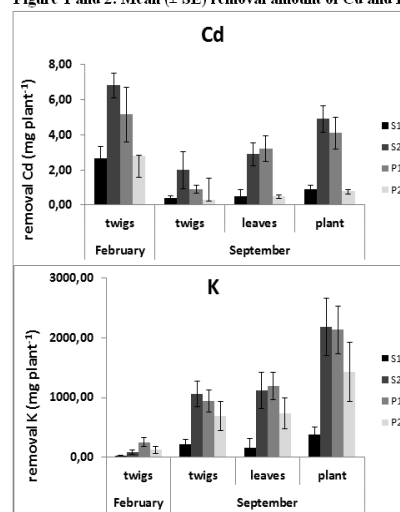 Figure 1 and 2. Mean (± SE) removal amount of Cd and
Cd
removal Cd (mg plant-1)
8,00
6,00
4,00
2,00
0,00
twigs twigs leaves plant
February September
S1
S2
P1
P2
K
removal K (mg plant-1)
3000,00
2000,00
1000,00
0,00
twigs twigs leaves plant
February September
S1
S2
P1
P2